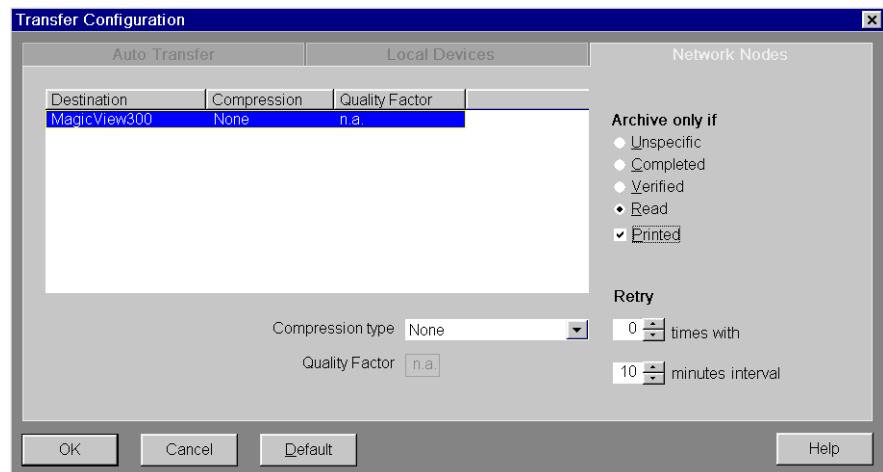 Transfer Configuration
Auto Transfer
Local Devices
Network Nodes
Destination Compression Quality Factor
MagicView300 None n.a.
Archive only if
Unspecific
Completed
Verified
Read
Printed
Retry
0 times with
10 minutes interval
Compression type None
Quality Factor n.a.
OK
Cancel
Default
Help